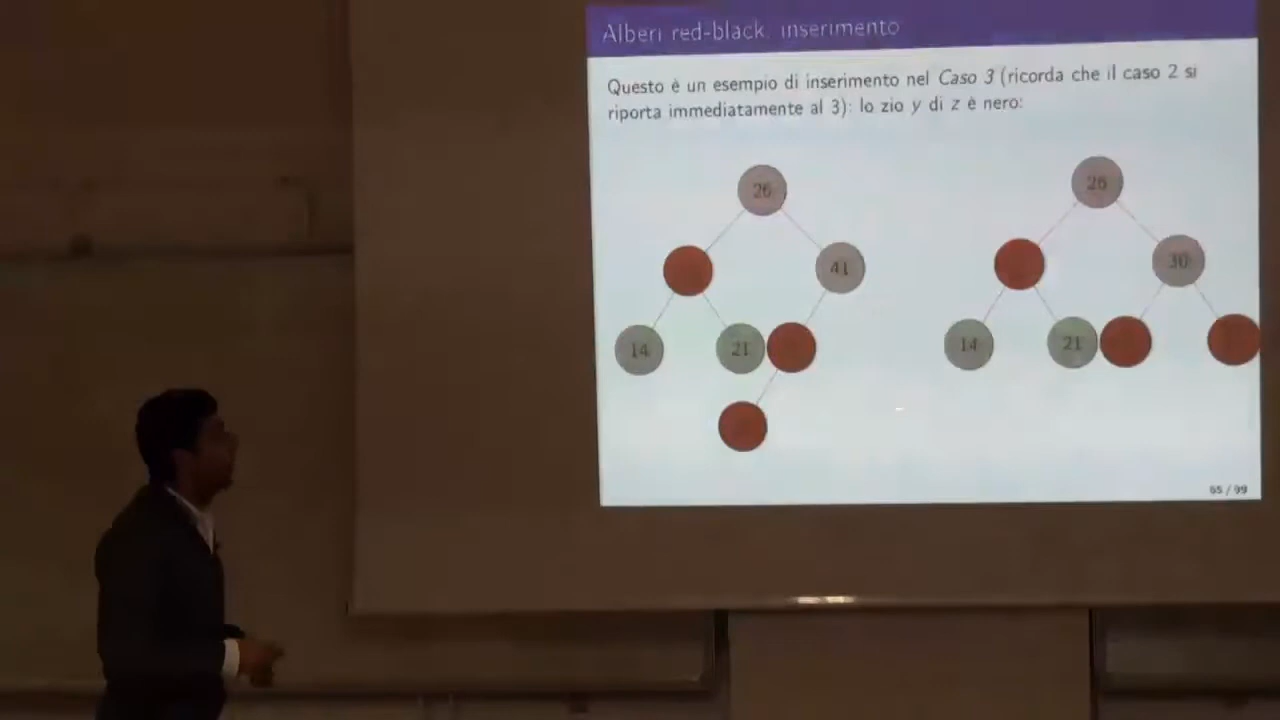 Alberi red-black: inserimento
Questo è un esempio di inserimento nel Caso 3 (ricorda che il caso 2 si
riporta immediatamente al 3): lo zio y di z è nero:
26
26
41
30
14
21
14
21
65 / 99